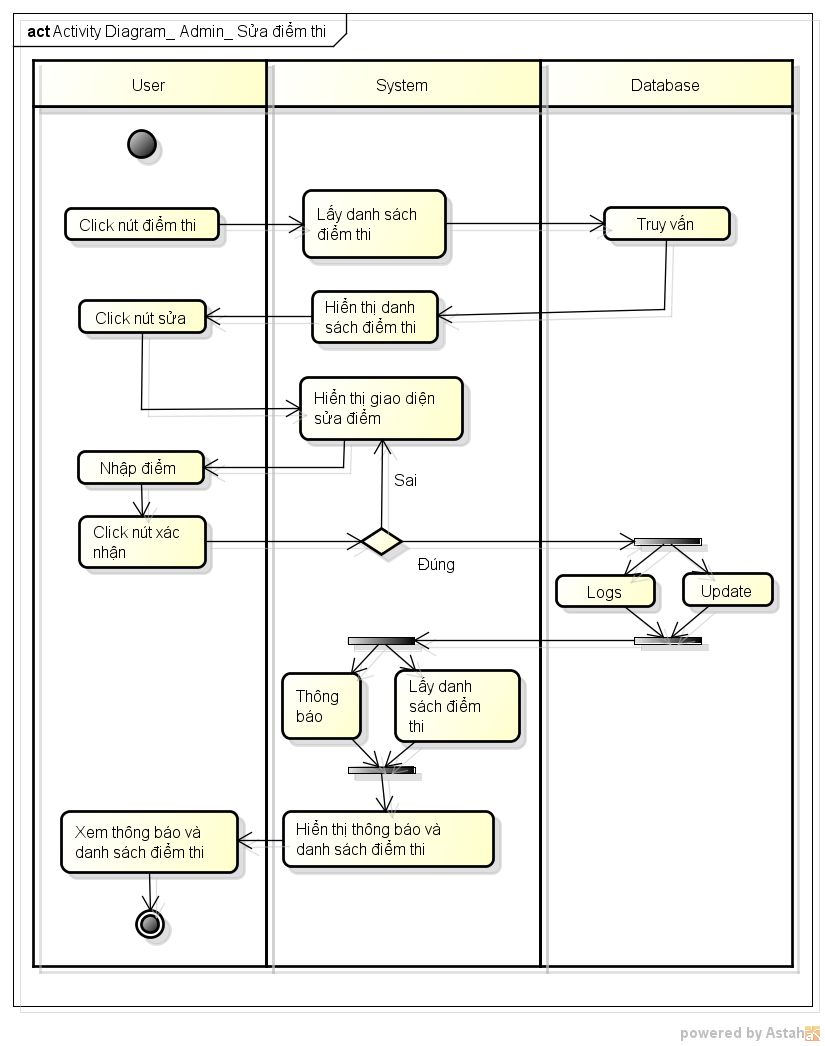 act Activity Diagram_ Admin_ Sửa điểm thi
User
System
Database
Click nút điểm thi
Lấy danh sách
điểm thi
Truy vấn
Click nút sửa
Hiển thị danh
sách điểm thi
Hiển thị giao diện
sửa điểm
Nhập điểm
Sai
Click nút xác
nhận
Đúng
Logs
Update
Thông
báo
Lấy danh
sách điểm
thi
Xem thông báo và
danh sách điểm thi
Hiển thị thông báo và
danh sách điểm thi
powered by Astah